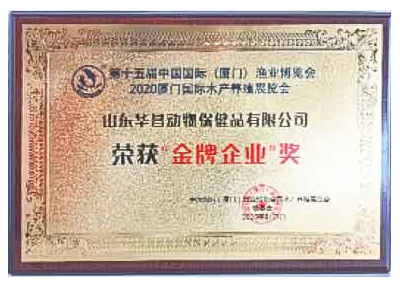 第十五届中国国际（厦门）渔业博览会
2020厦门国际水产养殖展览会
山东华昌动物保健品有限公司
荣获“金牌企业”奖